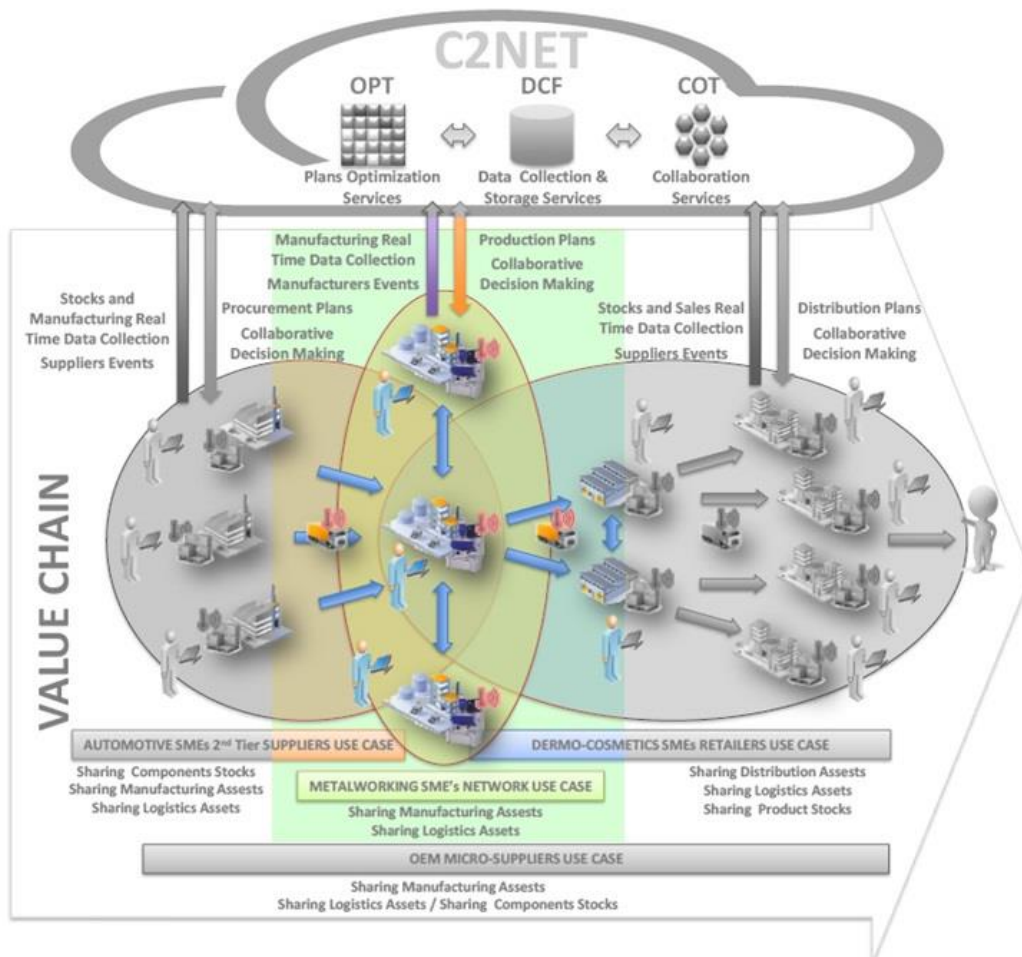 C2NET
OPT
DCF
COT
Plans Optimization
Services
Data Collection &
Storage Services
Collaboration
Services
Manufacturing Real
Time Data Collection
Manufacturers Events
Production Plans
Collaborative
Decision Making
Stocks and
Manufacturing Real
Time Data Collection
Suppliers Events
Procurement Plans
Collaborative
Decision Making
Stocks and Sales Real
Time Data Collection
Suppliers Events
Distribution Plans
Collaborative
Decision Making
VALUE CHAIN
AUTOMOTIVE SMEs 2nd Tier SUPPLIERS USE CASE
Sharing Components Stocks
Sharing Manufacturing Assests
Sharing Logistics Assets
METALWORKING SME's NETWORK USE CASE
Sharing Manufacturing Assests
Sharing Logistics Assets
DERMO-COSMETICS SMEs RETAILERS USE CASE
Sharing Distribution Assests
Sharing Logistics Assets
Sharing Product Stocks
OEM MICRO-SUPPLIERS USE CASE
Sharing Manufacturing Assests
Sharing Logistics Assets / Sharing Components Stocks